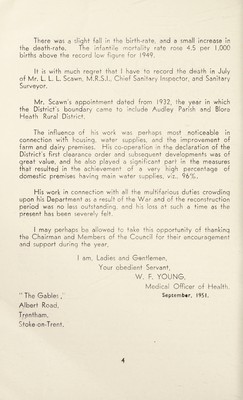 There was a slight fall in the birth-rate, and a small increase in
the death-rate. The infantile mortality rate rose 4.5 per 1,000
births above the record low figure for 1949.
It is with much regret that I have to record the death in July
of Mr. L. L. L. Scawn, M.R.S.I., Chief Sanitary Inspector, and Sanitary
Surveyor.
Mr. Scawn's appointment dated from 1932, the year in which
the District's boundary came to include Audley Parish and Blore
Heath Rural District.
The influence of his work was perhaps most noticeable in
connection with housing, water supplies, and the improvement of
farm and dairy premises. His co-operation in the declaration of the
District's first clearance order and subsequent developments was of
great value, and he also played a significant part in the measures
that resulted in the achievement of a very high percentage of
domestic premises having main water supplies, viz., 96%.
His work in connection with all the multifarious duties crowding
upon his Department as a result of the War and of the reconstruction
period was no less outstanding, and his loss at such a time as the
present has been severely felt.
I may perhaps be allowed to take this opportunity of thanking
the Chairman and Members of the Council for their encouragement
and support during the year,
I am, Ladies and Gentlemen,
Your obedient Servant,
W. F. YOUNG,
Medical Officer of Health.
"The Gables,"
September, 1951.
Albert Road,
Trentham,
Stoke-on-Trent.
4